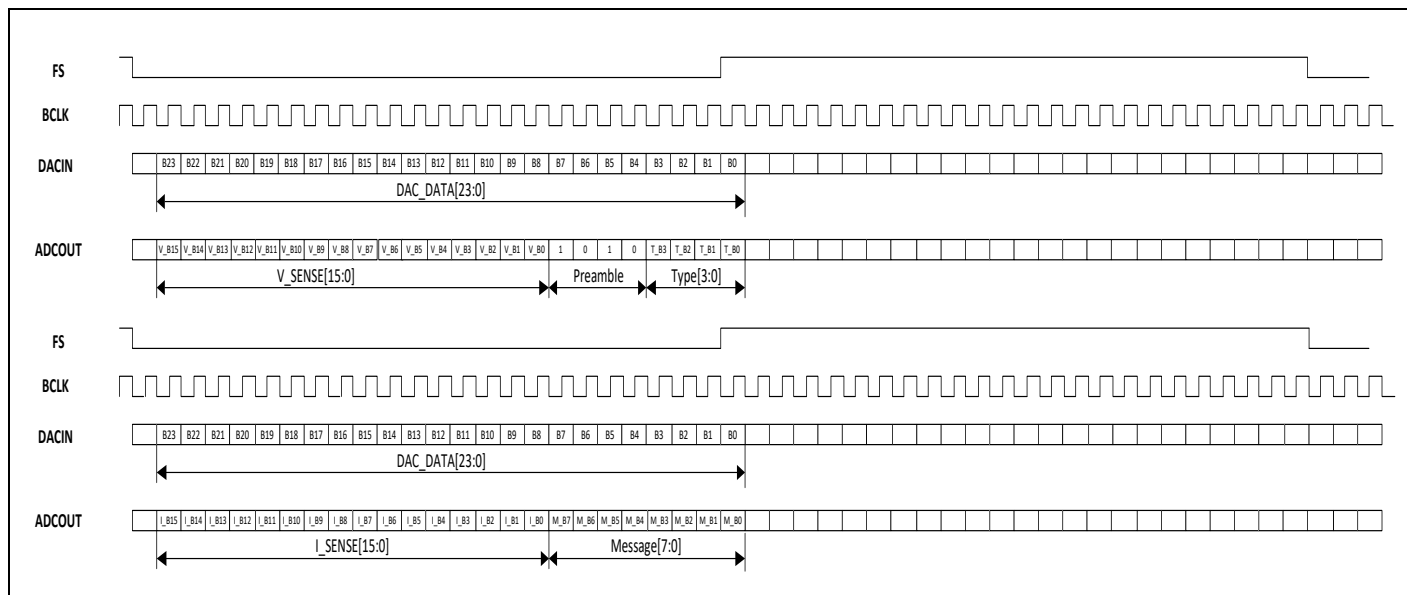 FS
BCLK
DACIN B23 B22 B21 B20 B19 B18 B17 B16 B15 B14 B13 B12 B11 B10 B9 B8 B7 B6 B5 B4 B3 B2 B1 B0
DAC_DATA[23:0]
ADCOUT V_B15 V_B14 V_B13 V_B12 V_B11 V_B10 V_B9 V_B8 V_B7 V_B6 V_B5 V_B4 V_B3 V_B2 V_B1 V_B0 1 0 1 0 T_B3 T_B2 T_B1 T_B0
V_SENSE[15:0] Preamble Type[3:0]
FS
BCLK
DACIN B23 B22 B21 B20 B19 B18 B17 B16 B15 B14 B13 B12 B11 B10 B9 B8 B7 B6 B5 B4 B3 B2 B1 B0
DAC_DATA[23:0]
ADCOUT I_B15 I_B14 I_B13 I_B12 I_B11 I_B10 I_B9 I_B8 I_B7 I_B6 I_B5 I_B4 I_B3 I_B2 I_B1 I_B0 M_B7 M_B6 M_B5 M_B4 M_B3 M_B2 M_B1 M_B0
I_SENSE[15:0] Message[7:0]